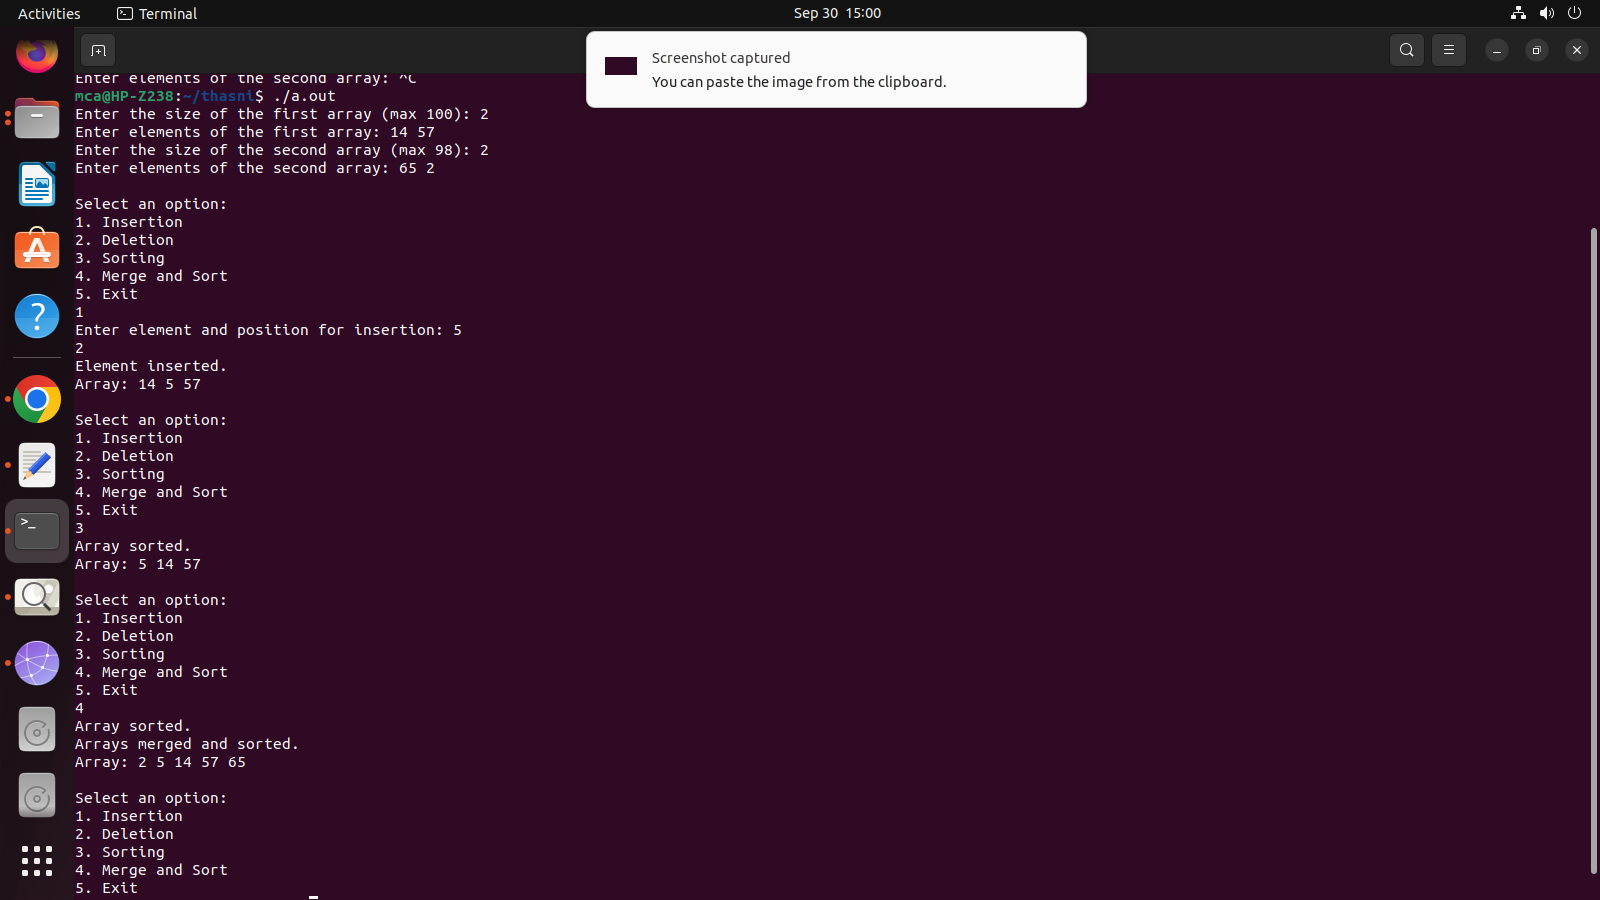 Activities
Terminal
Sep 30 15:00
Screenshot captured
You can paste the image from the clipboard.
Enter elements of the second array: ^C
mca@HP-Z238:~/thasni$ ./a.out
Enter the size of the first array (max 100): 2
Enter elements of the first array: 14 57
Enter the size of the second array (max 98): 2
Enter elements of the second array: 65 2
Select an option:
1. Insertion
2. Deletion
3. Sorting
4. Merge and Sort
5. Exit
1
Enter element and position for insertion: 5
2
Element inserted.
Array: 14 5 57
Select an option:
1. Insertion
2. Deletion
3. Sorting
4. Merge and Sort
5. Exit
3
Array sorted.
Array: 5 14 57
Select an option:
1. Insertion
2. Deletion
3. Sorting
4. Merge and Sort
5. Exit
4
Array sorted.
Arrays merged and sorted.
Array: 2 5 14 57 65
Select an option:
1. Insertion
2. Deletion
3. Sorting
4. Merge and Sort
5. Exit